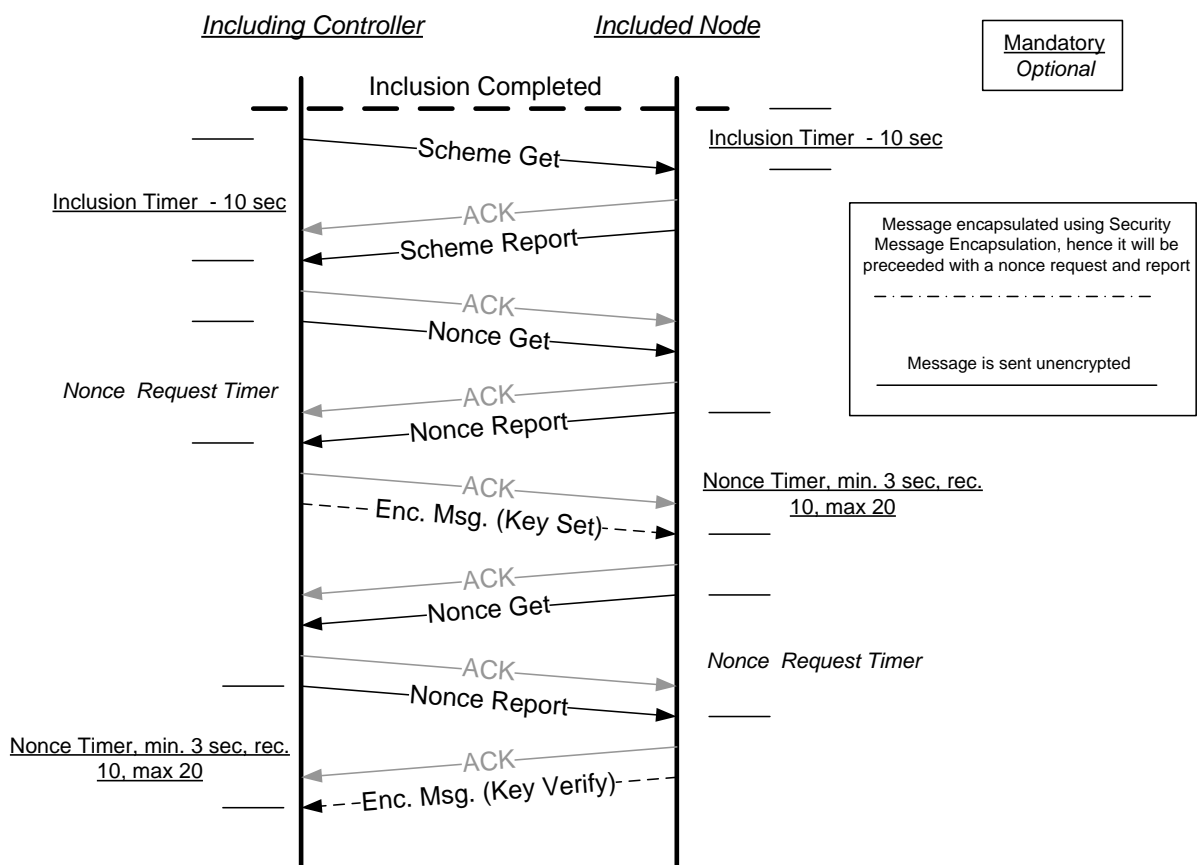 Including Controller
Included Node
Mandatory
Optional
Inclusion Completed
Inclusion Timer - 10 sec
Scheme Get
Inclusion Timer - 10 sec
ACK
Scheme Report
Message encapsulated using Security
Message Encapsulation, hence it will be
preceeded with a nonce request and report
ACK
Nonce Get
Message is sent unencrypted
Nonce Request Timer
ACK
Nonce Report
ACK
Nonce Timer, min. 3 sec, rec.
10, max 20
Enc. Msg. (Key Set)
ACK
Nonce Get
Nonce Request Timer
ACK
Nonce Report
Nonce Timer, min. 3 sec, rec.
10, max 20
ACK
Enc. Msg. (Key Verify)